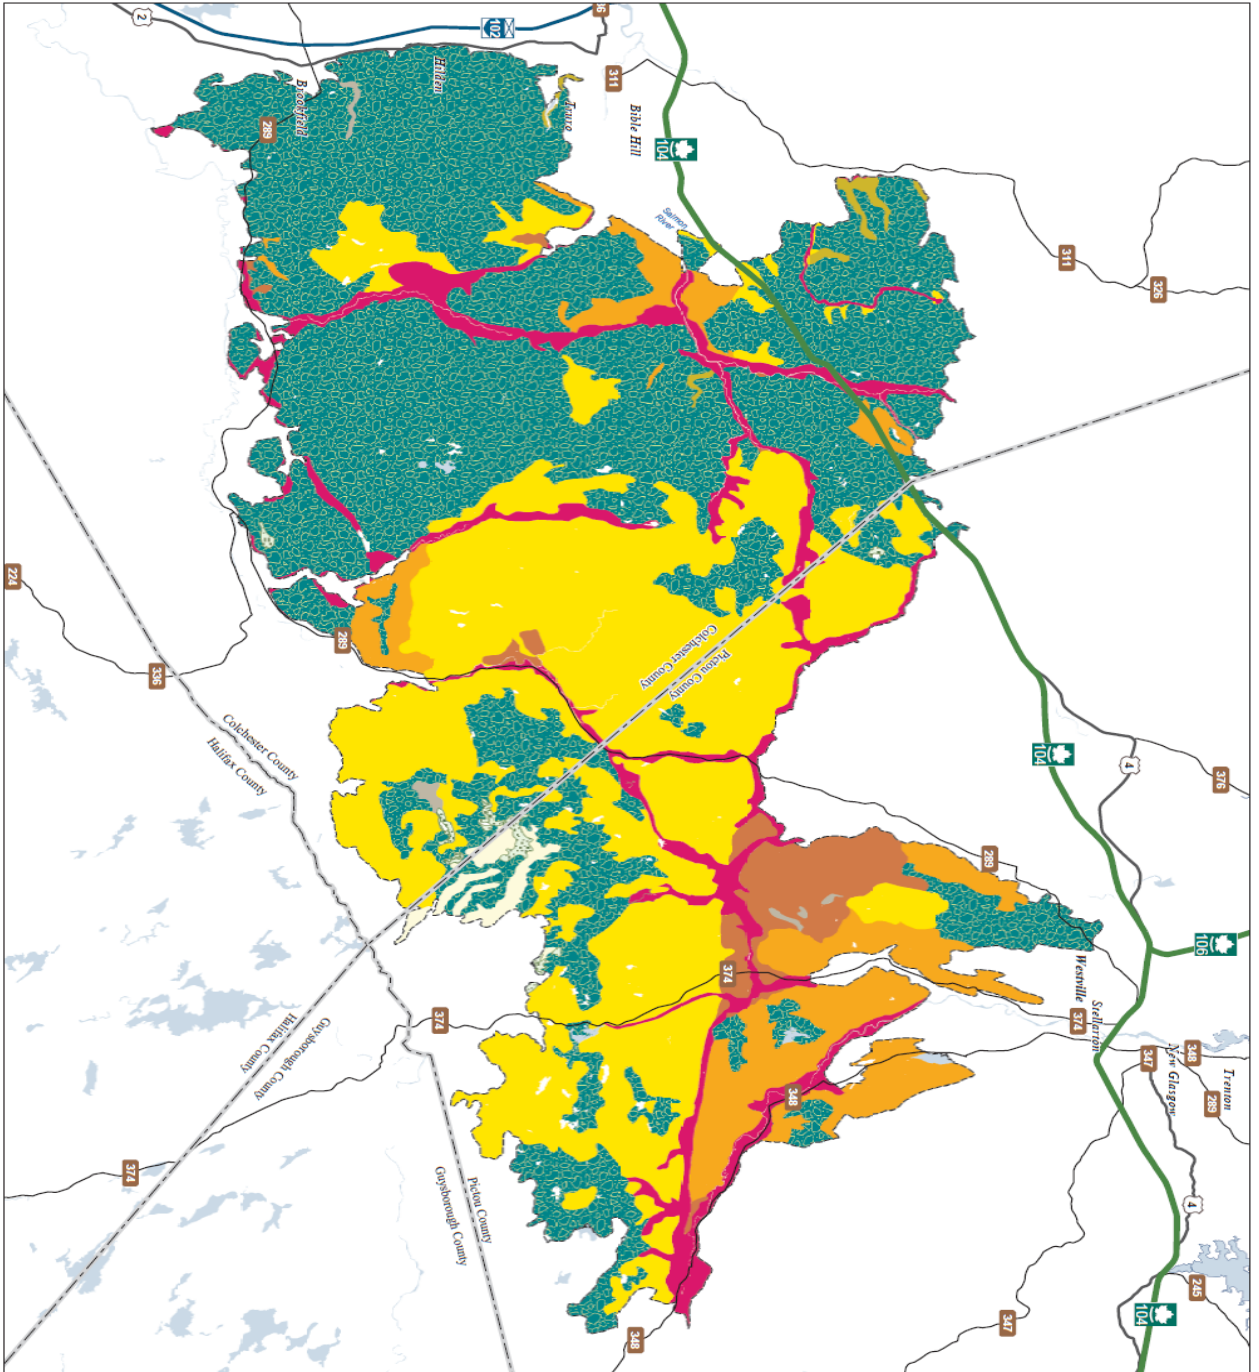 2
102
336
Hilden
Brookfield
289
Truro
311
Bible Hill
104
Salmon
River
311
326
224
336
289
Colchester County
Pictou County
Colchester County
Halifax County
104
4
376
289
106
Westville
Stellarton
374
374
374
348
347
348
New Glasgow
Trenton
289
Guysborough County
Halifax County
374
Pictou County
Guysborough County
4
245
104
347
348